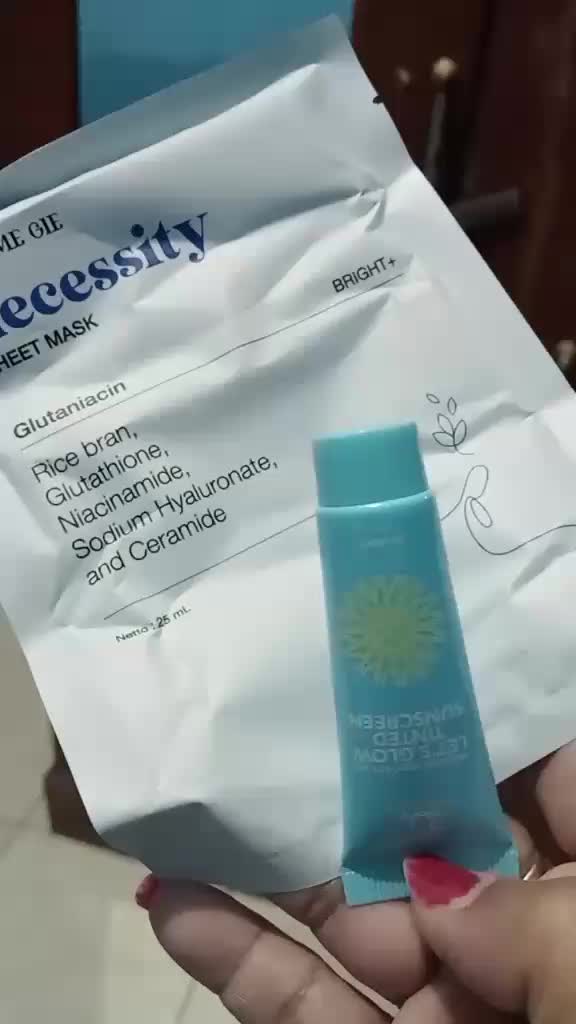 ME GIE
ecessity
HEET MASK
BRIGHT+
Glutaniacin
Rice bran,
Glutathione,
Niacinamide,
Sodium Hyaluronate,
and Ceramide
Netto : 25 mL
LET'S GLOW
TINTED
SUNSCREEN